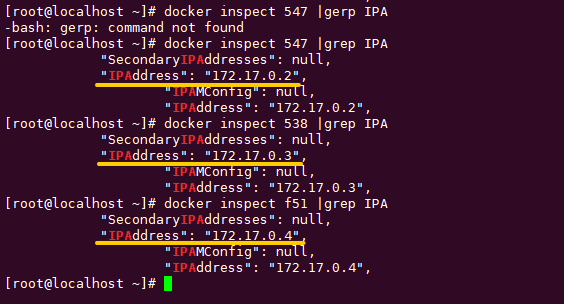 [root@localhost ~]# docker inspect 547 |gerp IPA
-bash: gerp: command not found
[root@localhost ~]# docker inspect 547 |grep IPA
            "SecondaryIPAddresses": null,
            "IPAddress": "172.17.0.2",
                    "IPAMConfig": null,
                    "IPAddress": "172.17.0.2",
[root@localhost ~]# docker inspect 538 |grep IPA
            "SecondaryIPAddresses": null,
            "IPAddress": "172.17.0.3",
                    "IPAMConfig": null,
                    "IPAddress": "172.17.0.3",
[root@localhost ~]# docker inspect f51 |grep IPA
            "SecondaryIPAddresses": null,
            "IPAddress": "172.17.0.4",
                    "IPAMConfig": null,
                    "IPAddress": "172.17.0.4",
[root@localhost ~]#